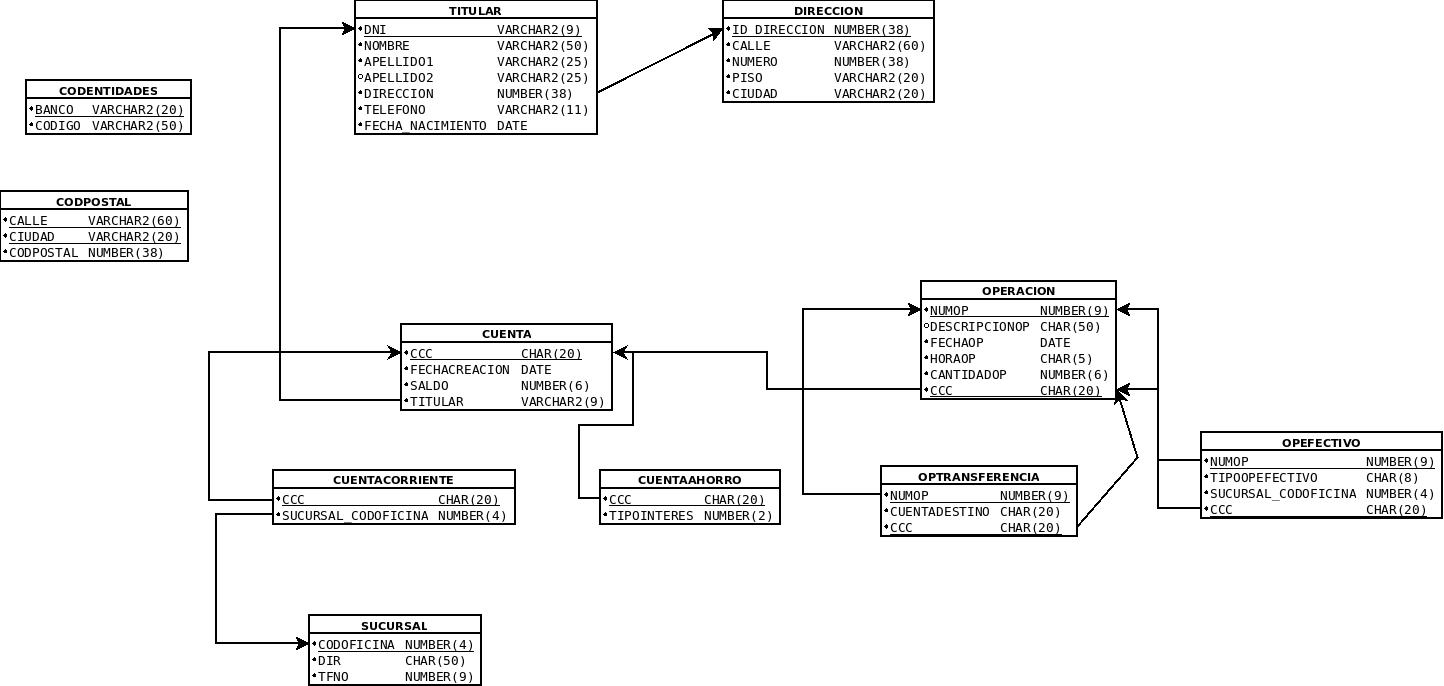 TITULAR
DNI VARCHAR2(9)
NOMBRE VARCHAR2(50)
APELLIDO1 VARCHAR2(25)
APELLIDO2 VARCHAR2(25)
DIRECCION NUMBER(38)
TELEFONO VARCHAR2(11)
FECHA_NACIMIENTO DATE
DIRECCION
ID_DIRECCION NUMBER(38)
CALLE VARCHAR2(60)
NUMERO NUMBER(38)
PISO VARCHAR2(20)
CIUDAD VARCHAR2(20)
CODENTIDADES
BANCO VARCHAR2(20)
CODIGO VARCHAR2(50)
CODPOSTAL
CALLE VARCHAR2(60)
CIUDAD VARCHAR2(20)
CODPOSTAL NUMBER(38)
OPERACION
NUMOP NUMBER(9)
DESCRIPCIONOP CHAR(50)
FECHAOP DATE
HORAOP CHAR(5)
CANTIDADOP NUMBER(6)
CCC CHAR(20)
CUENTA
CCC CHAR(20)
FECHACREACION DATE
SALDO NUMBER(6)
TITULAR VARCHAR2(9)
OPEFECTIVO
NUMOP NUMBER(9)
TIPOOPEFECTIVO CHAR(8)
SUCURSAL_CODOFICINA NUMBER(4)
CCC CHAR(20)
CUENTACORRIENTE
CCC CHAR(20)
SUCURSAL_CODOFICINA NUMBER(4)
CUENTAAHORRO
CCC CHAR(20)
TIPOINTERES NUMBER(2)
OPTRANSFERENCIA
NUMOP NUMBER(9)
CUENTADESTINO CHAR(20)
CCC CHAR(20)
SUCURSAL
CODOFICINA NUMBER(4)
DIR CHAR(50)
TFNO NUMBER(9)